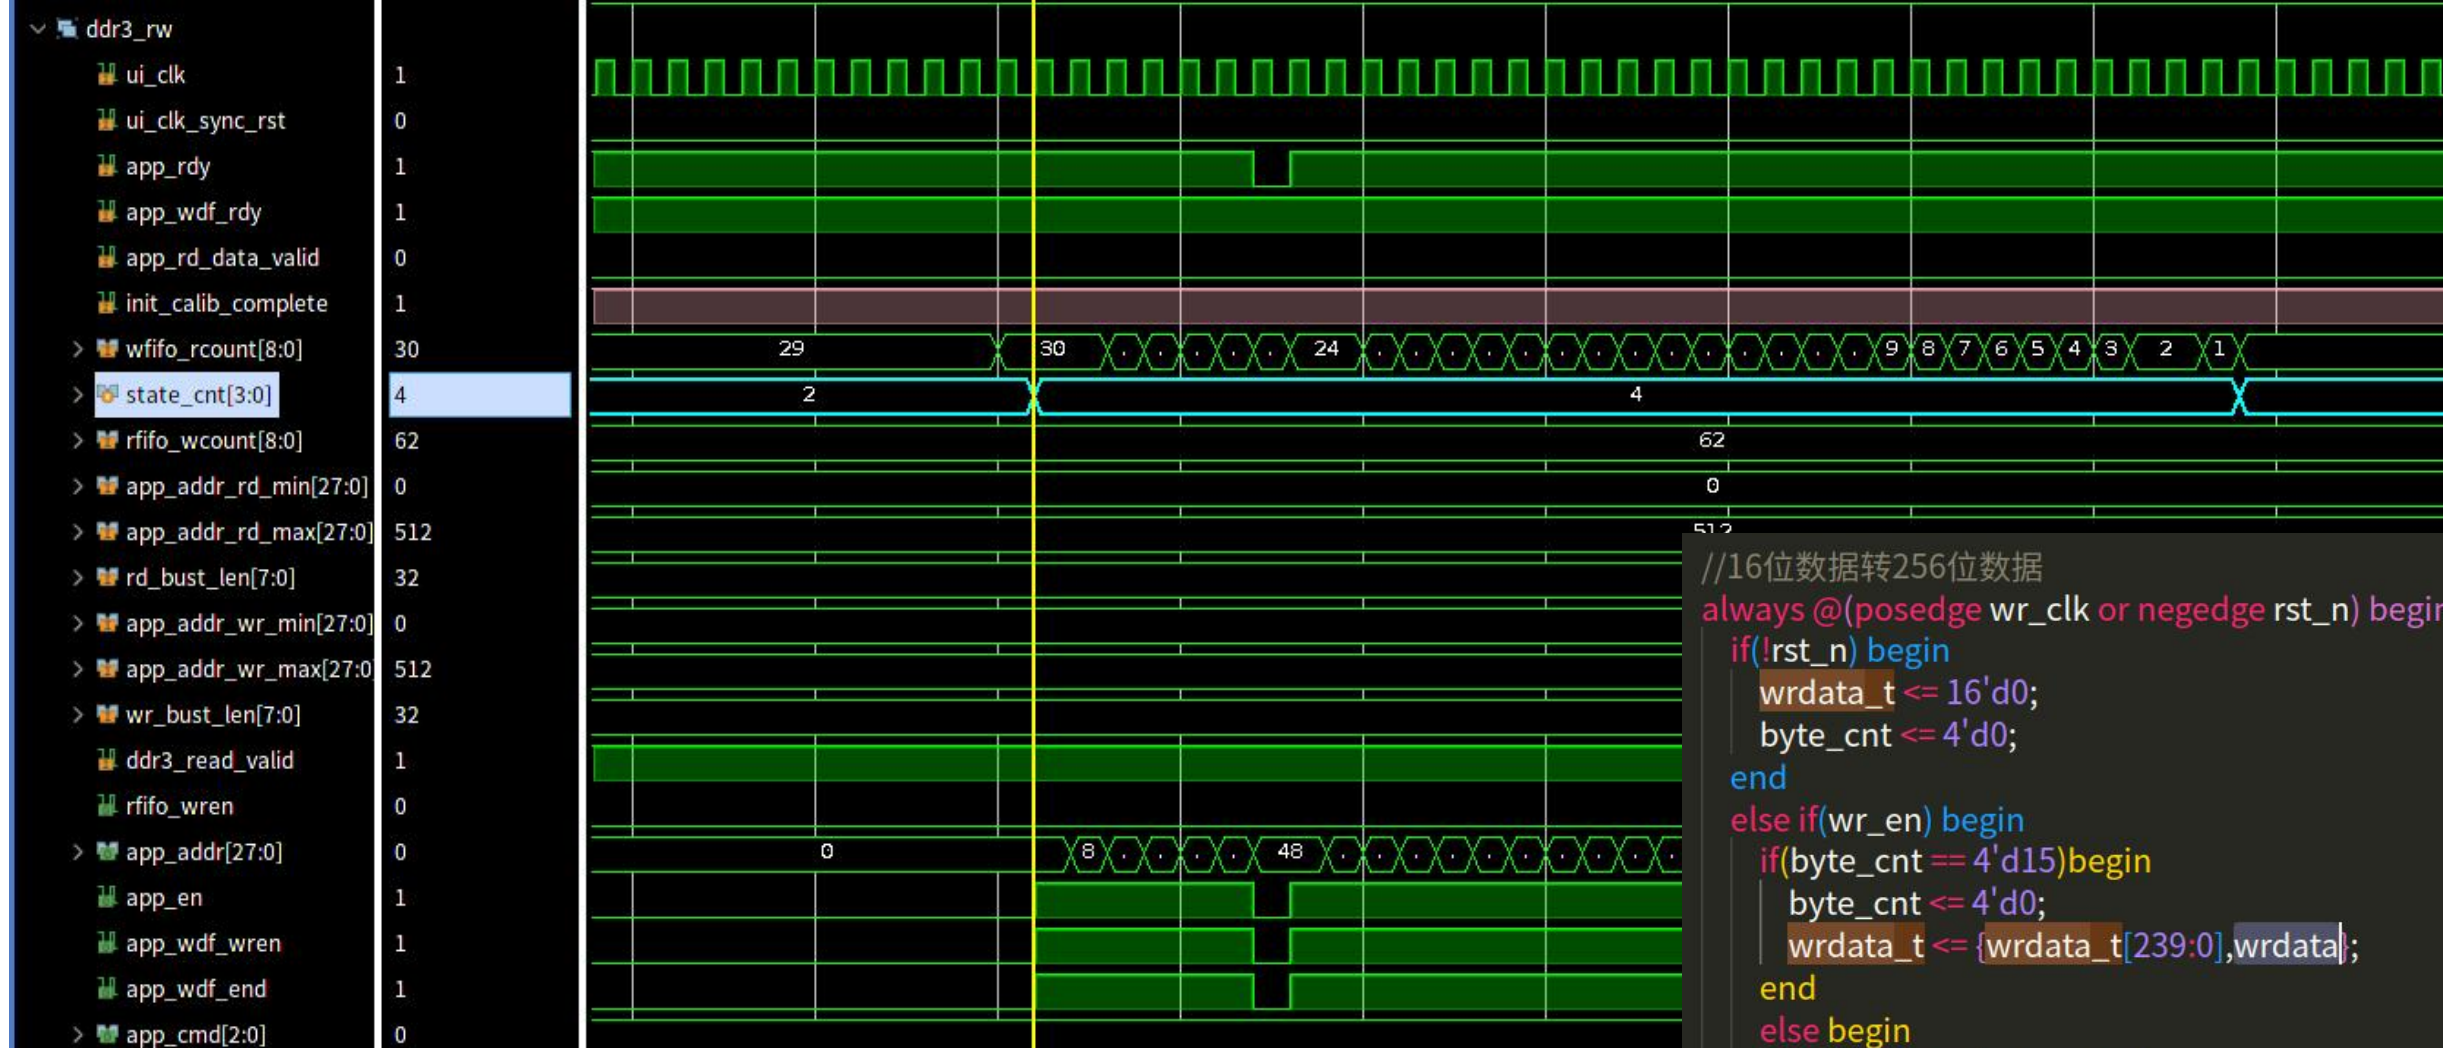 ddr3_rw
ui_clk 1
ui_clk_sync_rst 0
app_rdy 1
app_wdf_rdy 1
app_rd_data_valid 0
init_calib_complete 1
wfifo_rcount[8:0] 30 29 30 . . . . . 24 . . . . . . . . . . . . . . 9 8 7 6 5 4 3 2 1
state_cnt[3:0] 4 2 4
rfifo_wcount[8:0] 62 62
app_addr_rd_min[27:0] 0 0
app_addr_rd_max[27:0] 512 512
rd_bust_len[7:0] 32
app_addr_wr_min[27:0] 0
app_addr_wr_max[27:0 512
wr_bust_len[7:0] 32
ddr3_read_valid 1
rfifo_wren 0
app_addr[27:0] 0 0 8 . . . . 48 . . . . . . . . .
app_en 1
app_wdf_wren 1
app_wdf_end 1
app_cmd[2:0] 0
//16位数据转256位数据
always @(posedge wr_clk or negedge rst_n) begin
if(!rst_n) begin
wrdata_t <= 16'd0;
byte_cnt <= 4'd0;
end
else if(wr_en) begin
if(byte_cnt == 4'd15)begin
byte_cnt <= 4'd0;
wrdata_t <= {wrdata_t[239:0],wrdata};
end
else begin